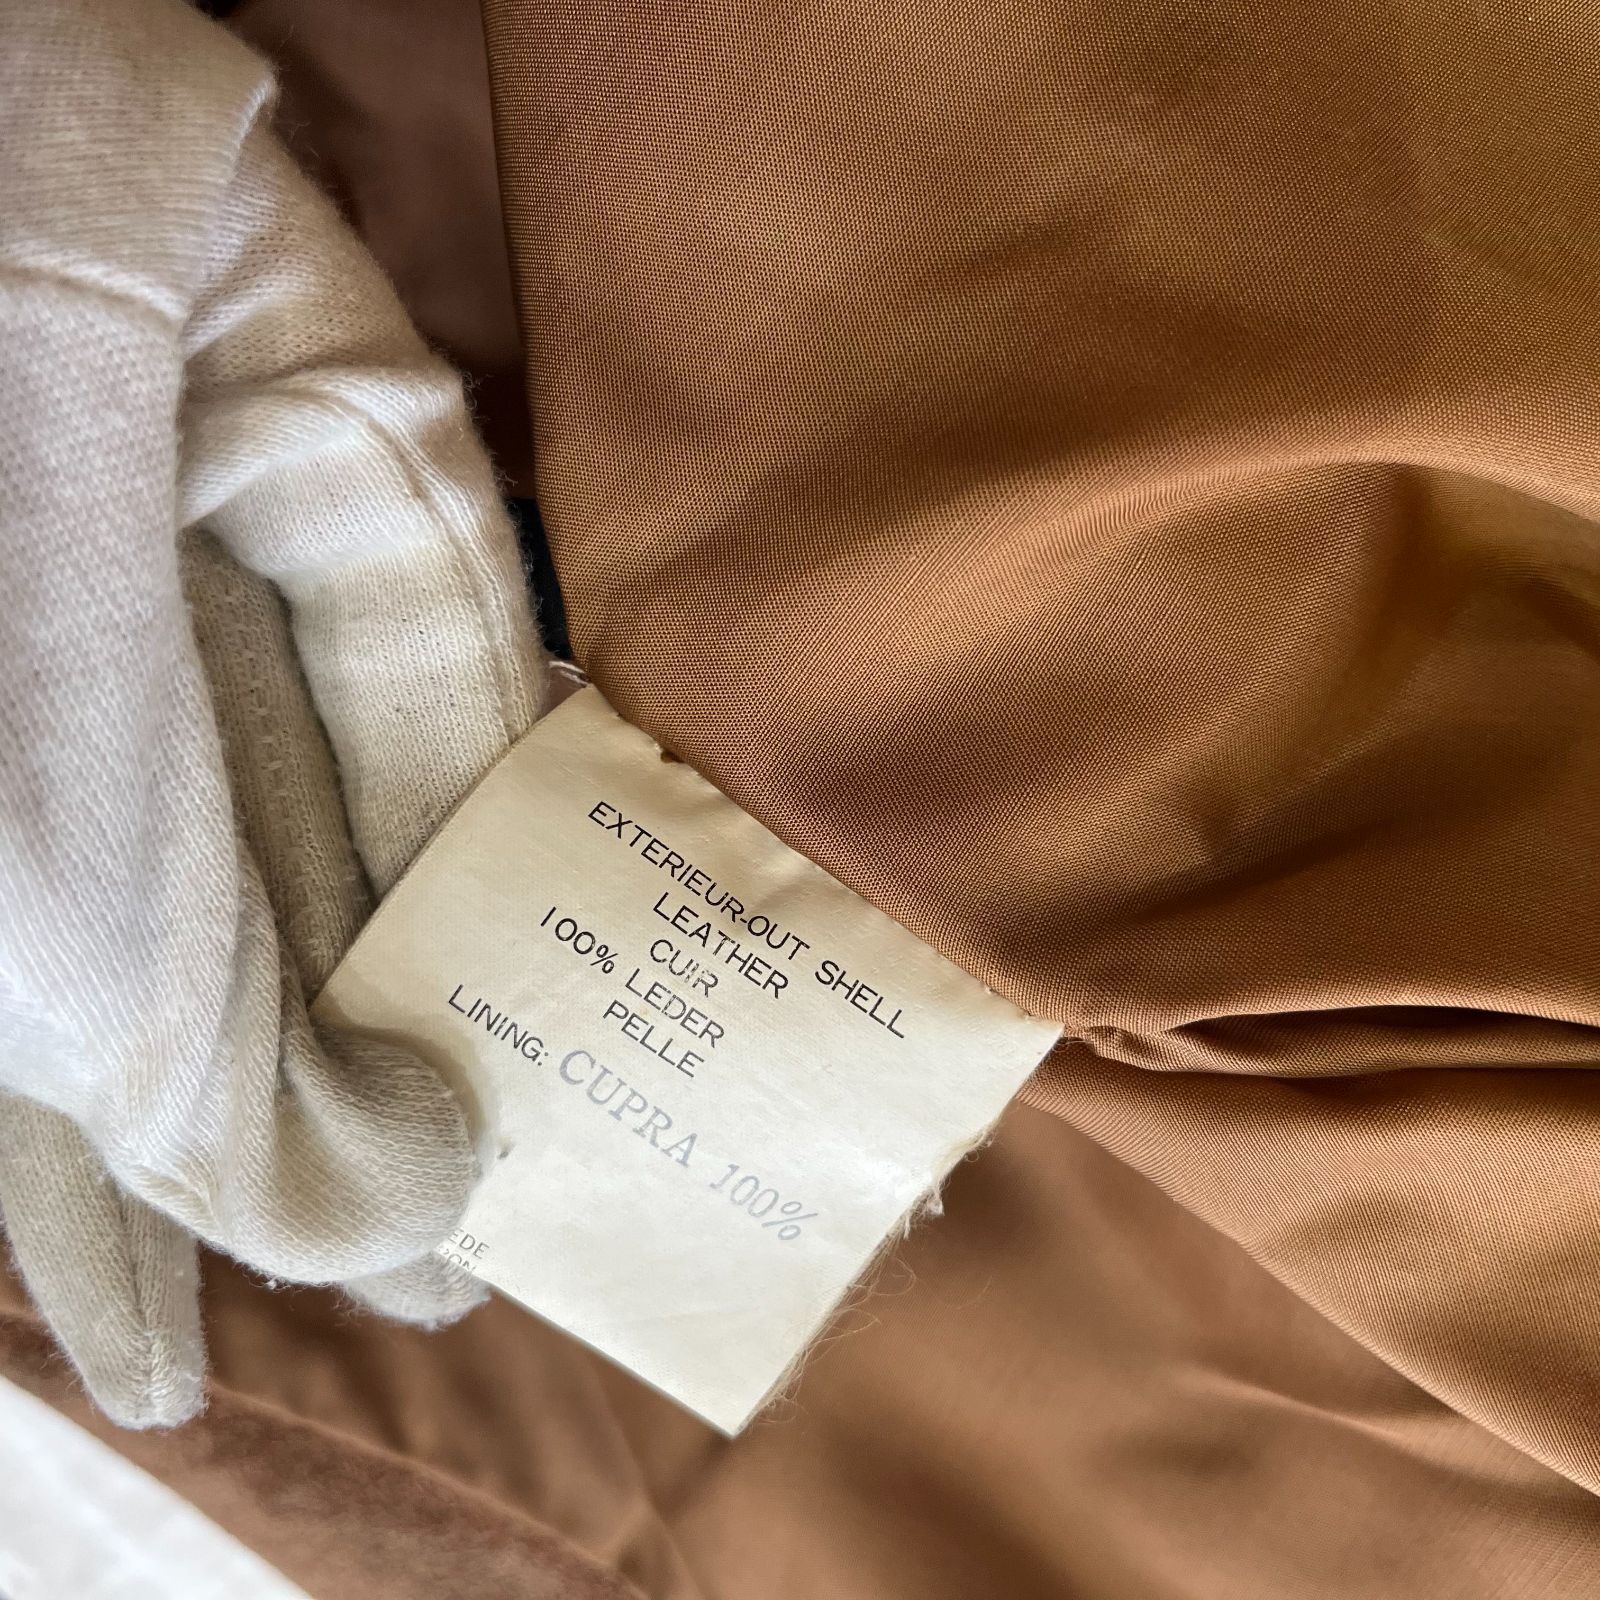 EXTERIEUR-OUT SHELL
LEATHER
CUIR
100% LEDER
PELLE
LINING: CUPRA 100%